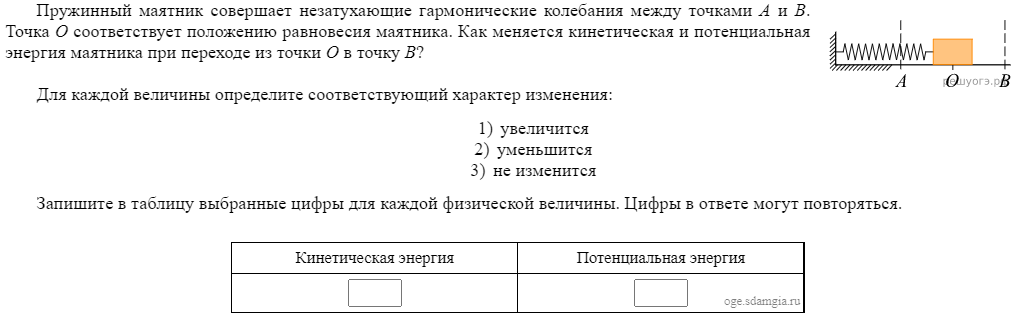 Пружинный маятник совершает незатухающие гармонические колебания между точками A и B.
Точка O соответствует положению равновесия маятника. Как меняется кинетическая и потенциальная
энергия маятника при переходе из точки O в точку B?
A O B
решуогэ.рф
Для каждой величины определите соответствующий характер изменения:
1) увеличится
2) уменьшится
3) не изменится
Запишите в таблицу выбранные цифры для каждой физической величины. Цифры в ответе могут повторяться.
Кинетическая энергия Потенциальная энергия
oge.sdamgia.ru